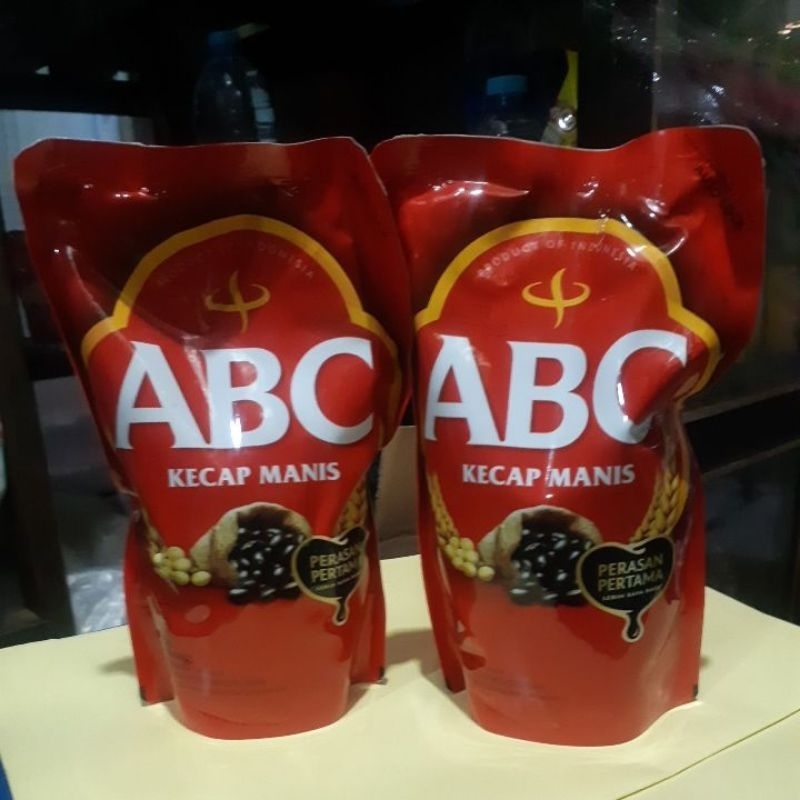 PRODUCT OF INDONESIA
ABC
KECAP MANIS
PERASAN
PERTAMA
PRODUCT OF INDONESIA
ABC
KECAP MANIS
PERASAN
PERTAMA